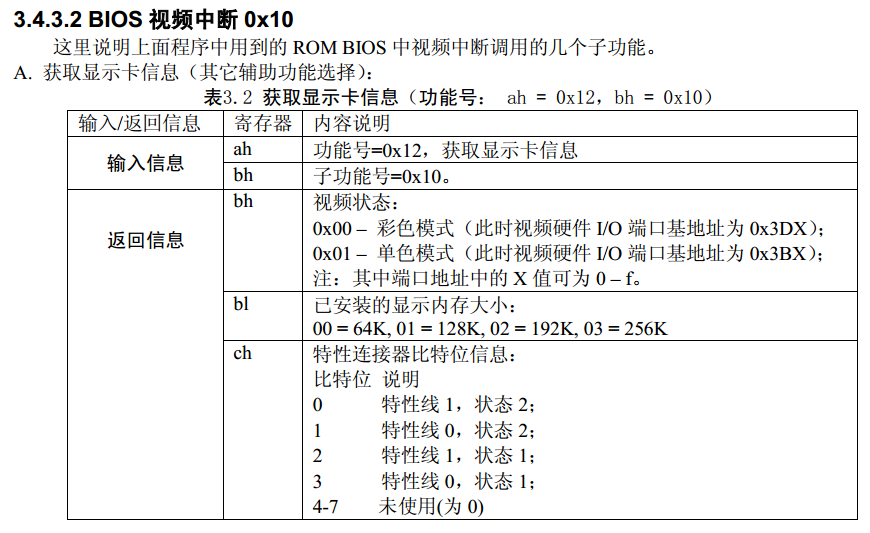 3.4.3.2 BIOS 视频中断 0x10
这里说明上面程序中用到的 ROM BIOS 中视频中断调用的几个子功能。
A. 获取显示卡信息（其它辅助功能选择）：
表3.2 获取显示卡信息（功能号： ah = 0x12，bh = 0x10）
输入/返回信息 寄存器 内容说明
输入信息 ah 功能号=0x12，获取显示卡信息
bh 子功能号=0x10。
返回信息 bh 视频状态：
0x00 – 彩色模式（此时视频硬件 I/O 端口基地址为 0x3DX）；
0x01 – 单色模式（此时视频硬件 I/O 端口基地址为 0x3BX）；
注：其中端口地址中的 X 值可为 0 – f。
bl 已安装的显示内存大小：
00 = 64K, 01 = 128K, 02 = 192K, 03 = 256K
ch 特性连接器比特位信息：
比特位 说明
0 特性线 1，状态 2；
1 特性线 0，状态 2；
2 特性线 1，状态 1；
3 特性线 0，状态 1；
4-7 未使用(为 0)